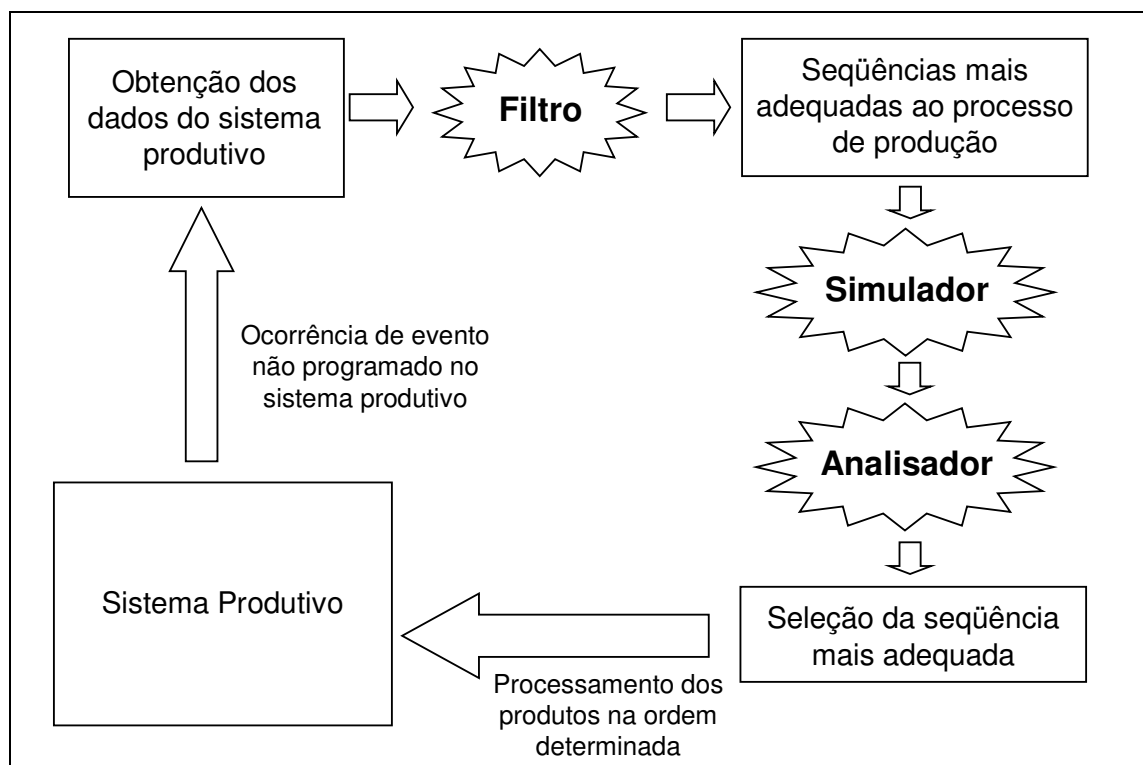 Obtenção dos
dados do sistema
produtivo
Filtro
Seqüências mais
adequadas ao processo
de produção
Simulador
Analisador
Seleção da seqüência
mais adequada
Processamento dos
produtos na ordem
determinada
Sistema Produtivo
Ocorrência de evento
não programado no
sistema produtivo